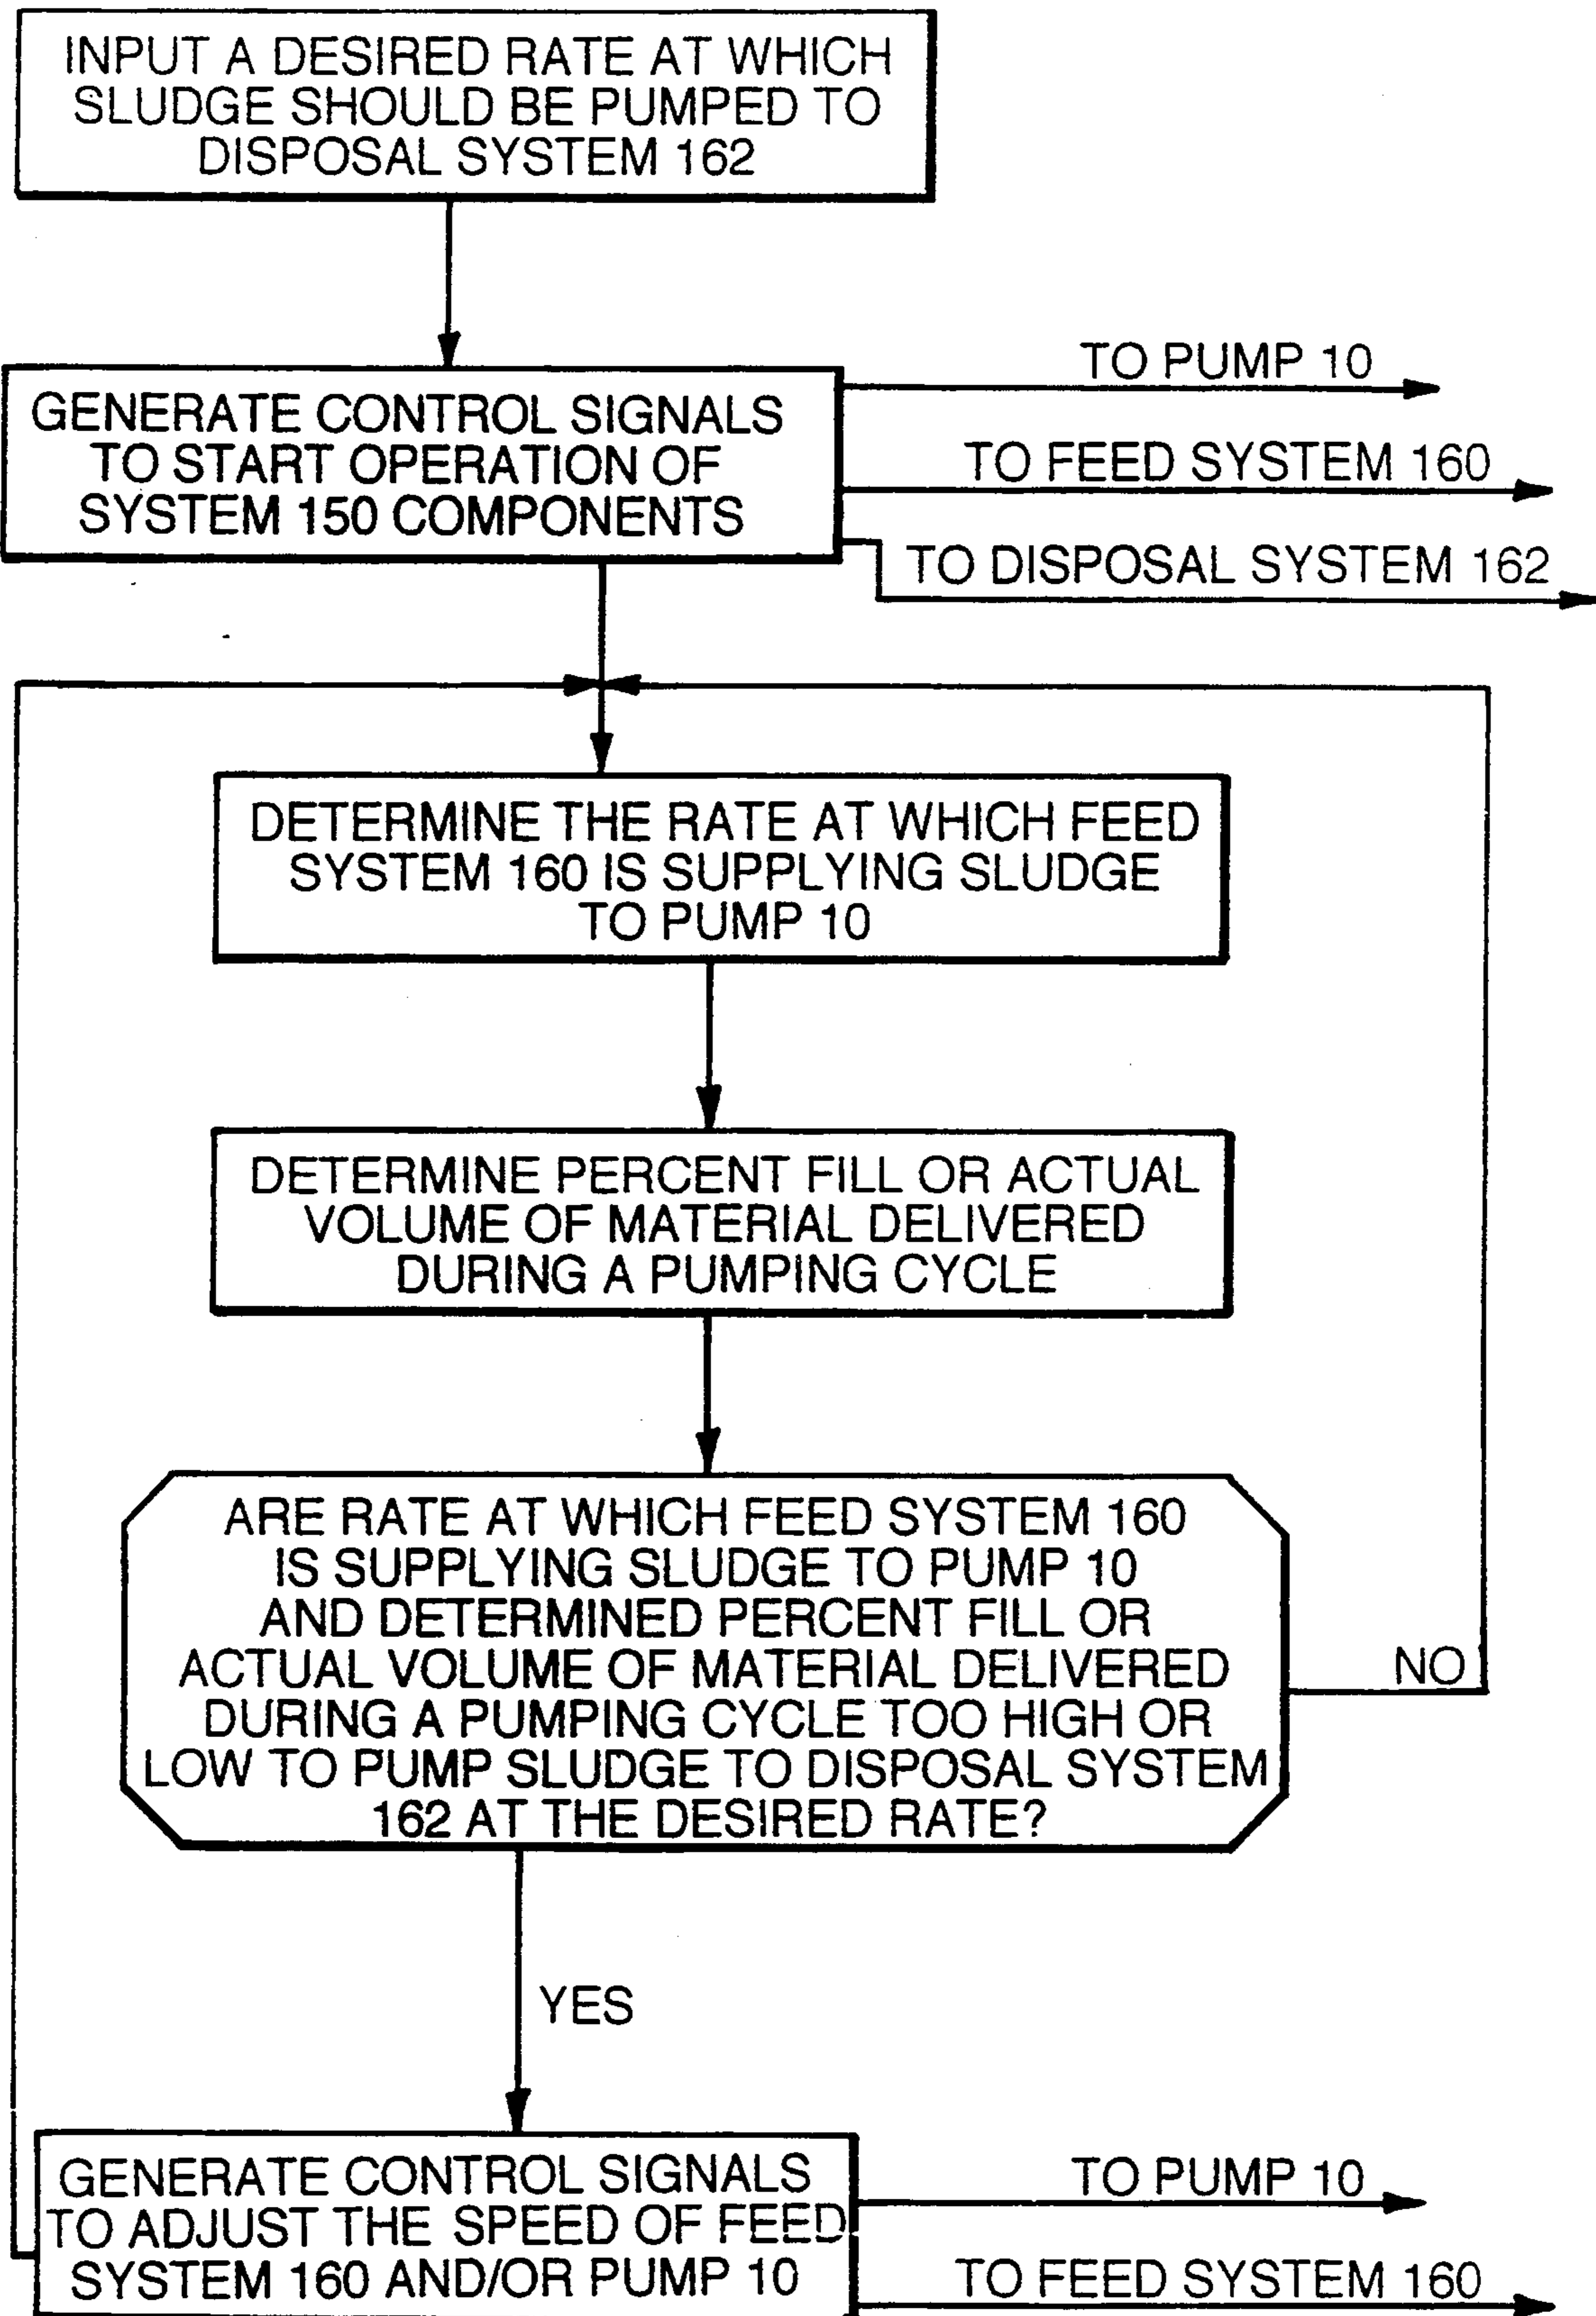 INPUT A DESIRED RATE AT WHICH
SLUDGE SHOULD BE PUMPED TO
DISPOSAL SYSTEM 162
GENERATE CONTROL SIGNALS
TO START OPERATION OF
SYSTEM 150 COMPONENTS
TO PUMP 10
TO FEED SYSTEM 160
TO DISPOSAL SYSTEM 162
DETERMINE THE RATE AT WHICH FEED
SYSTEM 160 IS SUPPLYING SLUDGE
TO PUMP 10
DETERMINE PERCENT FILL OR ACTUAL
VOLUME OF MATERIAL DELIVERED
DURING A PUMPING CYCLE
ARE RATE AT WHICH FEED SYSTEM 160
IS SUPPLYING SLUDGE TO PUMP 10
AND DETERMINED PERCENT FILL OR
ACTUAL VOLUME OF MATERIAL DELIVERED
DURING A PUMPING CYCLE TOO HIGH OR
LOW TO PUMP SLUDGE TO DISPOSAL SYSTEM
162 AT THE DESIRED RATE?
NO
YES
GENERATE CONTROL SIGNALS
TO ADJUST THE SPEED OF FEED
SYSTEM 160 AND/OR PUMP 10
TO PUMP 10
TO FEED SYSTEM 160